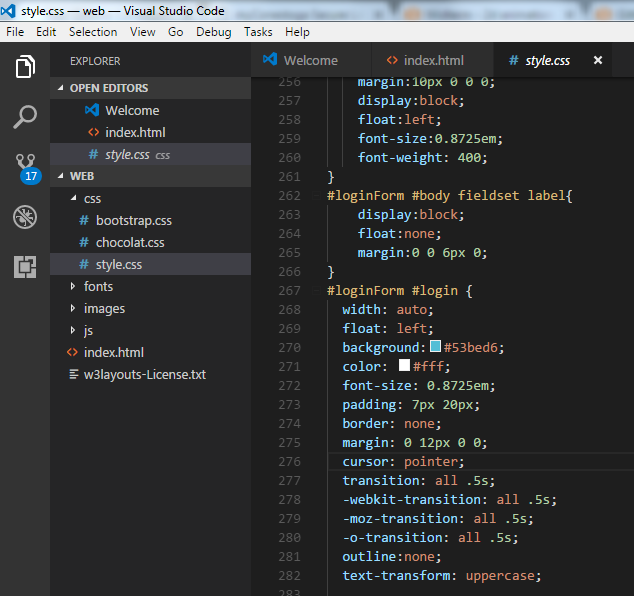 style.css — web — Visual Studio Code
File Edit Selection View Go Debug Tasks Help
EXPLORER
OPEN EDITORS
Welcome
index.html
style.css css
WEB
css
bootstrap.css
chocolat.css
style.css
fonts
images
js
index.html
w3layouts-License.txt
17
Welcome index.html style.css
256 margin:10px 0 0 0;
257 display:block;
258 float:left;
259 font-size:0.8725em;
260 font-weight: 400;
261 }
262 #loginForm #body fieldset label{
263 display:block;
264 float:none;
265 margin:0 0 6px 0;
266 }
267 #loginForm #login {
268 width: auto;
269 float: left;
270 background:#53bed6;
271 color: #fff;
272 font-size: 0.8725em;
273 padding: 7px 20px;
274 border: none;
275 margin: 0 12px 0 0;
276 cursor: pointer;
277 transition: all .5s;
278 -webkit-transition: all .5s;
279 -moz-transition: all .5s;
280 -o-transition: all .5s;
281 outline:none;
282 text-transform: uppercase;
283